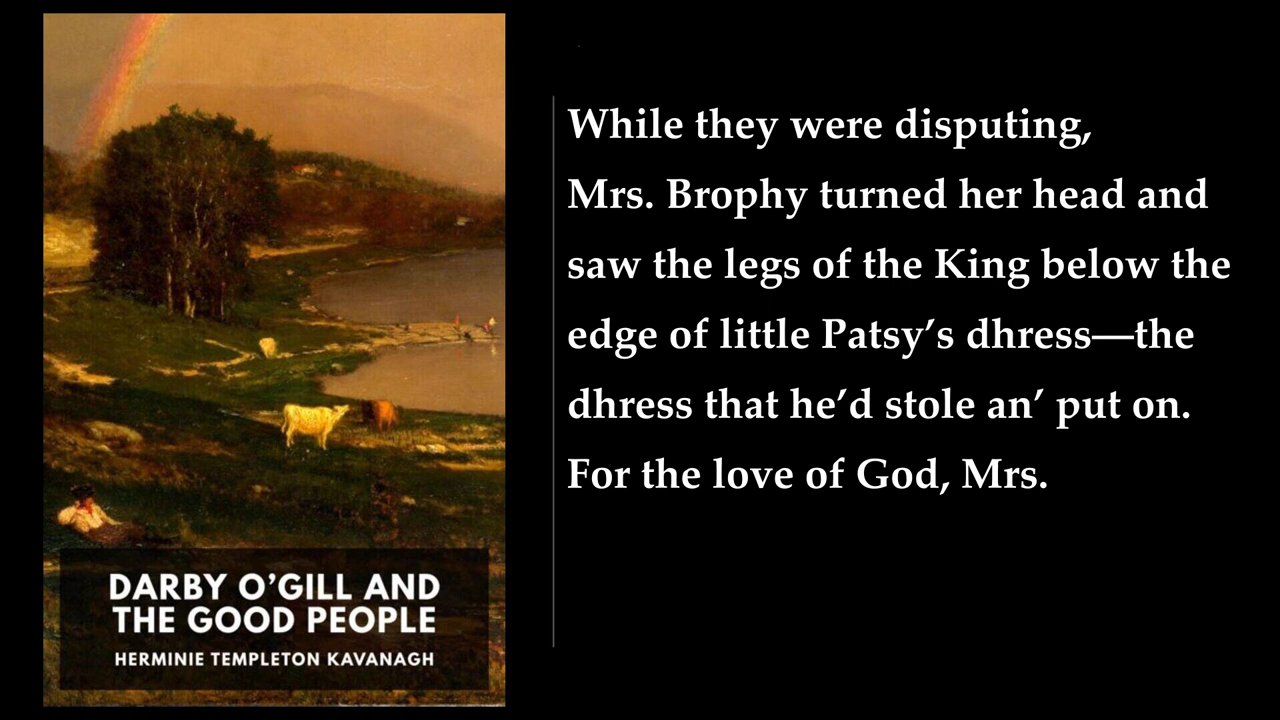 While they were disputing,
Mrs. Brophy turned her head and
saw the legs of the King below the
edge of little Patsy’s dhress—the
dhress that he’d stole an’ put on.
For the love of God, Mrs.
DARBY O’GILL AND
THE GOOD PEOPLE
HERMINIE TEMPLETON KAVANAGH